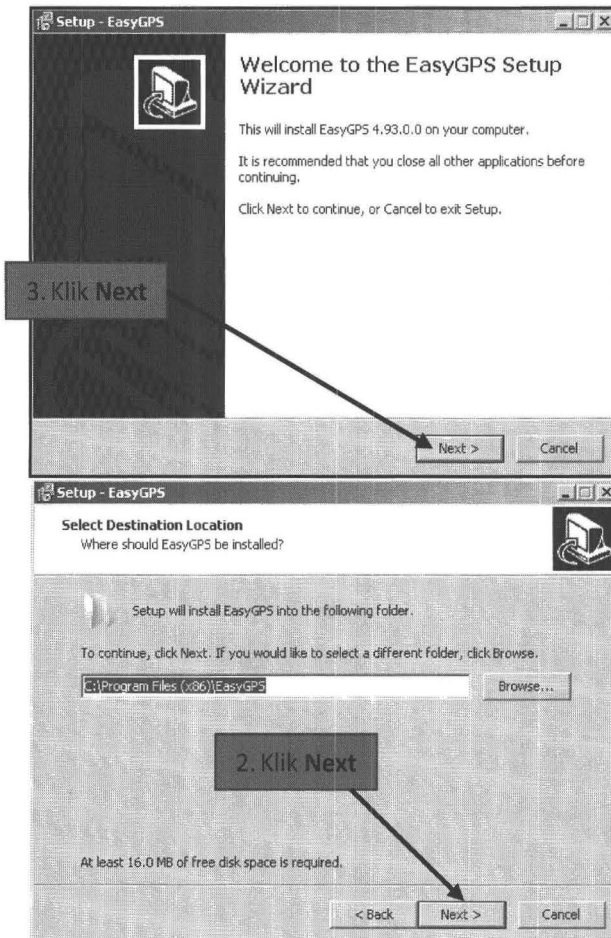 Setup - EasyGPS
Welcome to the EasyGPS Setup
Wizard
This will install EasyGPS 4.93.0.0 on your computer.
It is recommended that you close all other applications before
continuing.
Click Next to continue, or Cancel to exit Setup.
3. Klik Next
Next >
Cancel
Setup - EasyGPS
Select Destination Location
Where should EasyGPS be installed?
Setup will install EasyGPS into the following folder.
To continue, click Next. If you would like to select a different folder, click Browse.
C:\Program Files (x86)\EasyGPS
Browse...
2. Klik Next
At least 16.0 MB of free disk space is required.
< Back
Next >
Cancel